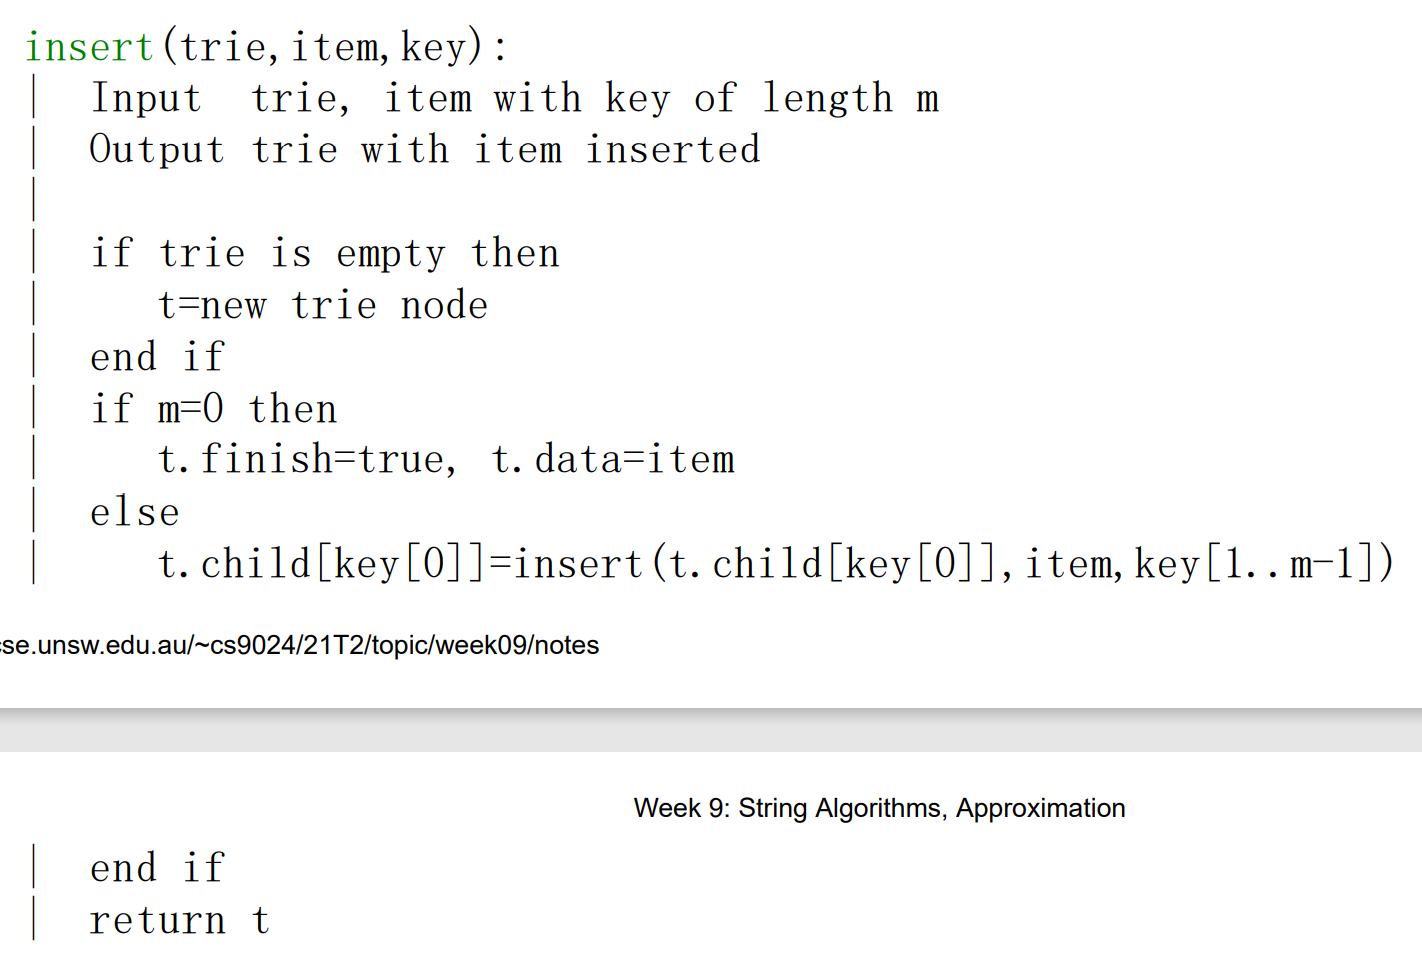 insert(trie,item,key):
|  Input  trie, item with key of length m
|  Output trie with item inserted
|
|  if trie is empty then
|     t=new trie node
|  end if
|  if m=0 then
|     t.finish=true, t.data=item
|  else
|     t.child[key[0]]=insert(t.child[key[0]],item,key[1..m-1])
se.unsw.edu.au/~cs9024/21T2/topic/week09/notes
Week 9: String Algorithms, Approximation
|  end if
|  return t